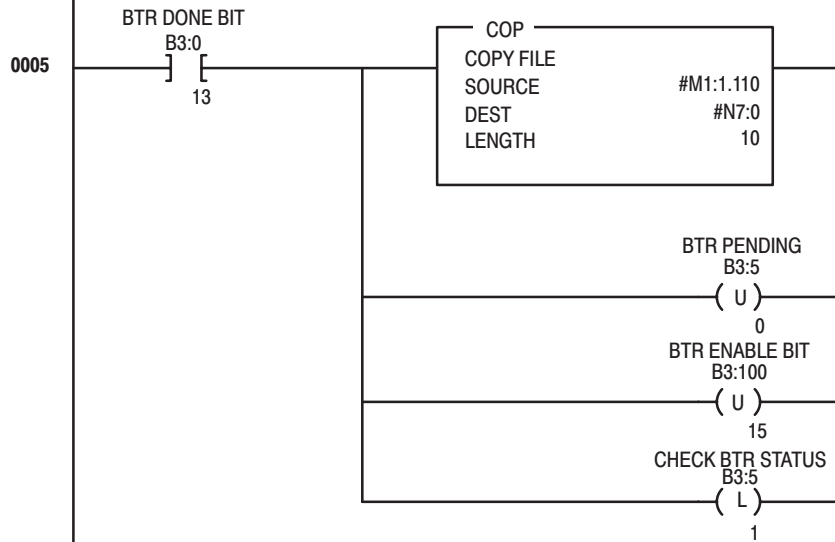 BTR DONE BIT
B3:0
0005
13
COP
COPY FILE
SOURCE #M1:1.110
DEST #N7:0
LENGTH 10
BTR PENDING
B3:5
U
0
BTR ENABLE BIT
B3:100
U
15
CHECK BTR STATUS
B3:5
L
1